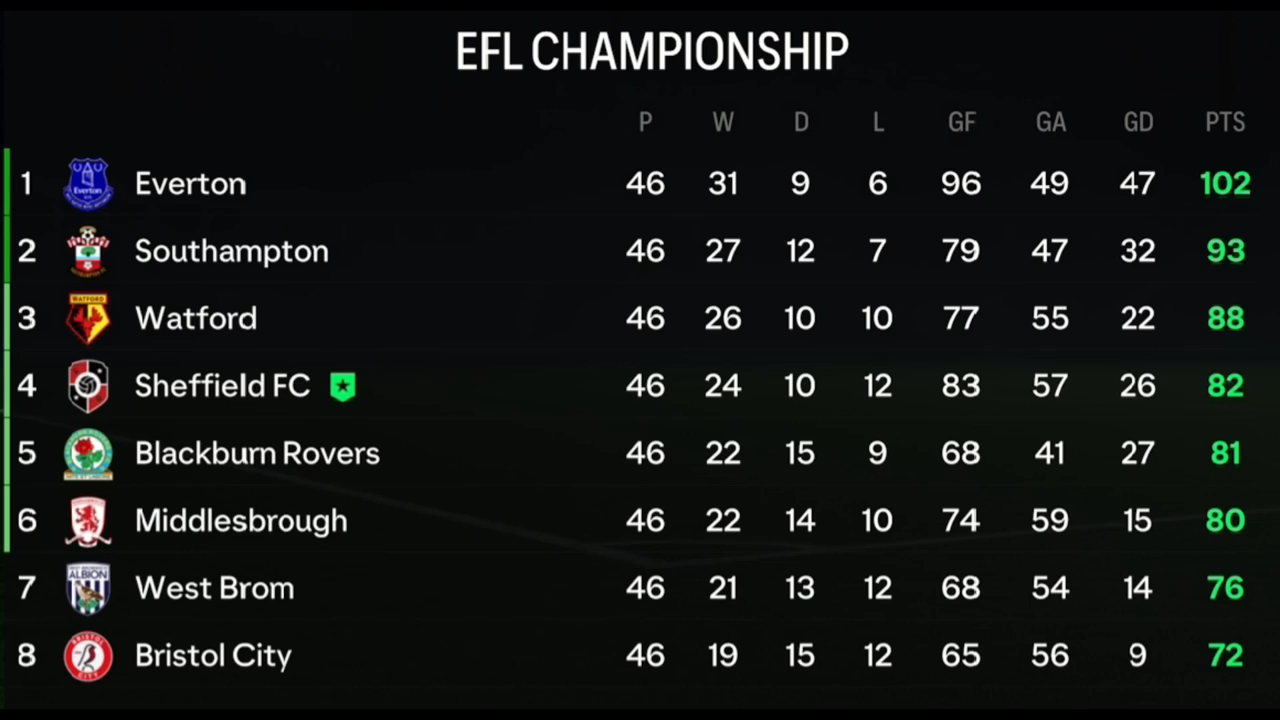 EFL CHAMPIONSHIP
P W D L GF GA GD PTS
1 Everton 46 31 9 6 96 49 47 102
2 Southampton 46 27 12 7 79 47 32 93
3 WATFORD Watford 46 26 10 10 77 55 22 88
4 Sheffield FC 46 24 10 12 83 57 26 82
5 Blackburn Rovers 46 22 15 9 68 41 27 81
6 Middlesbrough 46 22 14 10 74 59 15 80
7 ALBION West Brom 46 21 13 12 68 54 14 76
8 BRISTOL CITY Bristol City 46 19 15 12 65 56 9 72